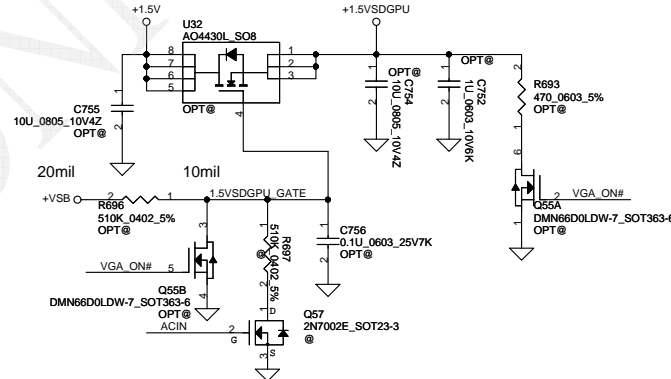 +1.5V
+1.5VSDGPU
U32
AO4430L_SO8
8
7
6
5
1
2
3
4
OPT@
1
2
C755
10U_0805_10V4Z
OPT@
1
2
OPT@
C754
10U_0805_10V4Z
1
2
OPT@
C752
1U_0603_10V6K
2
R693
470_0603_5%
OPT@
1
6
2
VGA_ON#
1
Q55A
DMN66D0LDW-7_SOT363-6
OPT@
20mil
10mil
+VSB
2
1
R696
510K_0402_5%
OPT@
1.5VSDGPU_GATE
3
VGA_ON#
5
4
Q55B
DMN66D0LDW-7_SOT363-6
OPT@
1
2
R697
510K_0402_5%
@
1
2
C756
0.1U_0603_25V7K
OPT@
ACIN
2
G
1
D
3
S
Q57
2N7002E_SOT23-3
@